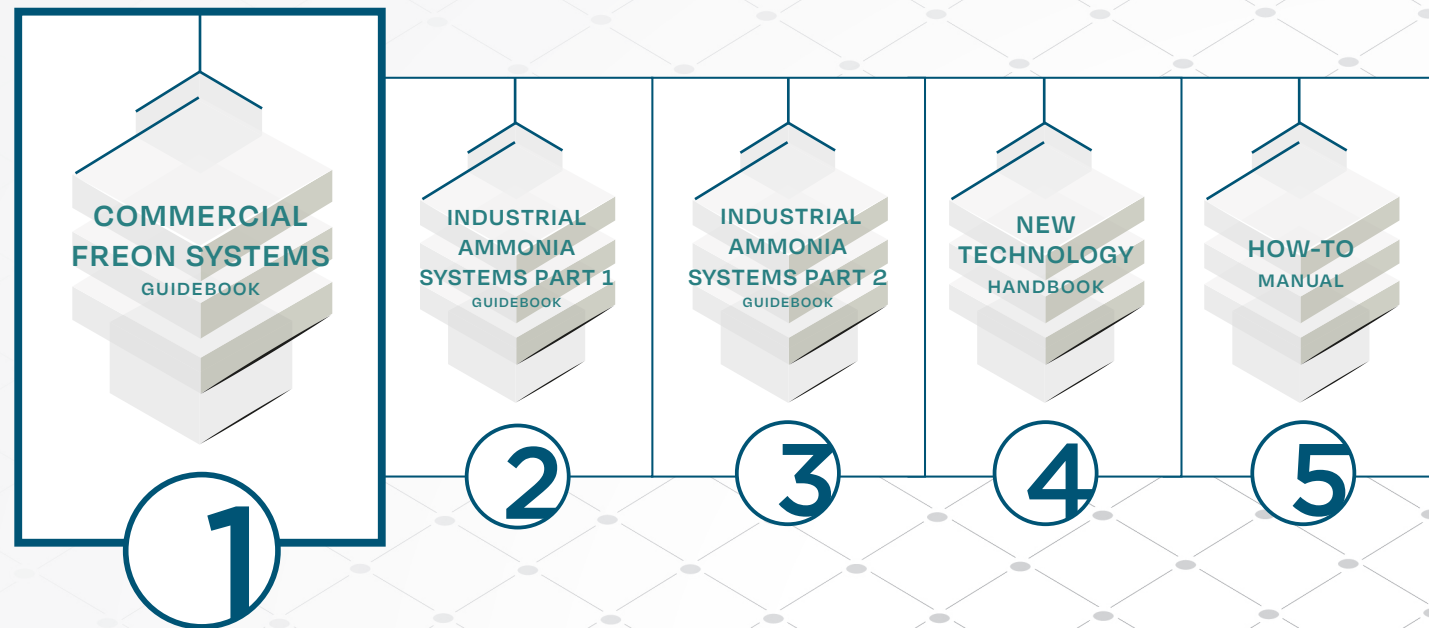 COMMERCIAL
FREON SYSTEMS
GUIDEBOOK
1
INDUSTRIAL
AMMONIA
SYSTEMS PART 1
GUIDEBOOK
2
INDUSTRIAL
AMMONIA
SYSTEMS PART 2
GUIDEBOOK
3
NEW
TECHNOLOGY
HANDBOOK
4
HOW-TO
MANUAL
5